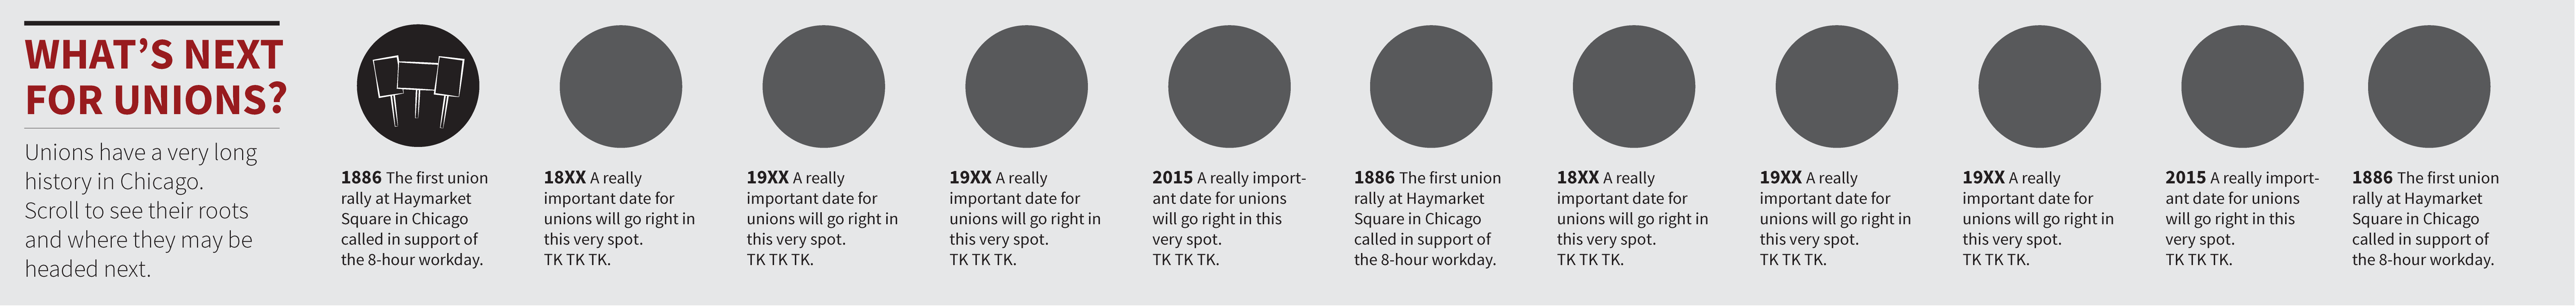 WHAT'S NEXT
FOR UNIONS?
Unions have a very long
history in Chicago.
Scroll to see their roots
and where they may be
headed next.
1886 The first union
rally at Haymarket
Square in Chicago
called in support of
the 8-hour workday.
18XX A really
important date for
unions will go right in
this very spot.
TK TK TK.
19XX A really
important date for
unions will go right in
this very spot.
TK TK TK.
19XX A really
important date for
unions will go right in
this very spot.
TK TK TK.
2015 A really import-
ant date for unions
will go right in this
very spot.
TK TK TK.
1886 The first union
rally at Haymarket
Square in Chicago
called in support of
the 8-hour workday.
18XX A really
important date for
unions will go right in
this very spot.
TK TK TK.
19XX A really
important date for
unions will go right in
this very spot.
TK TK TK.
19XX A really
important date for
unions will go right in
this very spot.
TK TK TK.
2015 A really import-
ant date for unions
will go right in this
very spot.
TK TK TK.
1886 The first union
rally at Haymarket
Square in Chicago
called in support of
the 8-hour workday.